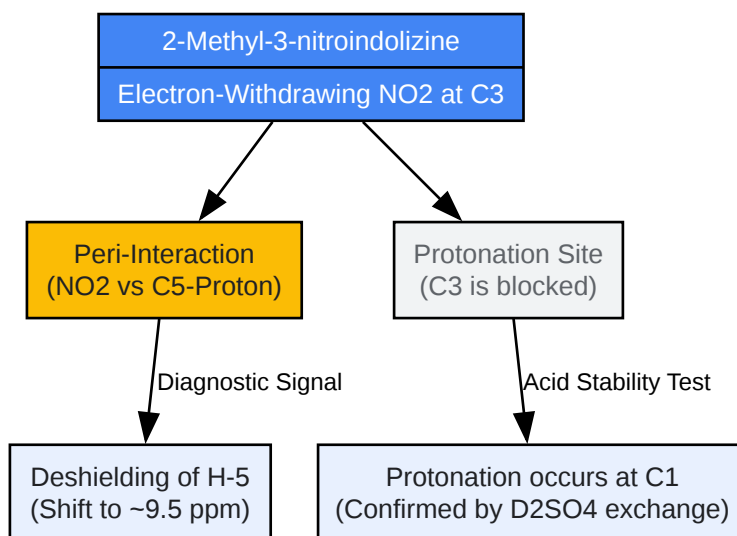 2-Methyl-3-nitroindolizine
Electron-Withdrawing NO2 at C3
Peri-Interaction
(NO2 vs C5-Proton)
Protonation Site
(C3 is blocked)
Diagnostic Signal
Acid Stability Test
Deshielding of H-5
(Shift to ~9.5 ppm)
Protonation occurs at C1
(Confirmed by D2SO4 exchange)